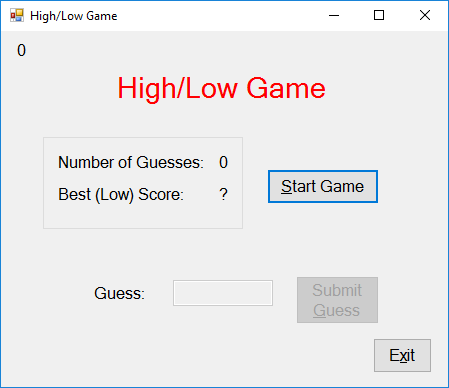 High/Low Game
0
High/Low Game
Number of Guesses: 0
Best (Low) Score: ?
Start Game
Guess:
Submit
Guess
Exit